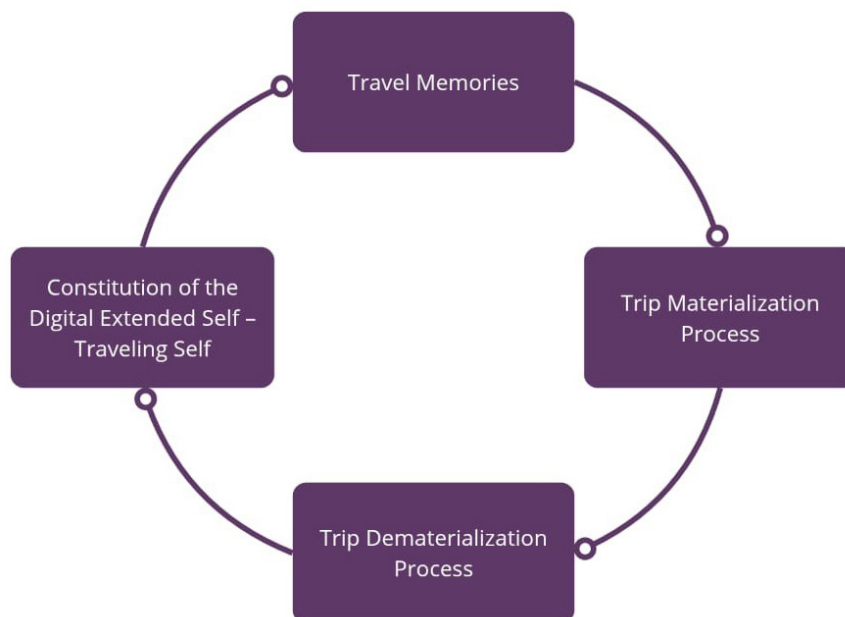 Travel Memories
Constitution of the
Digital Extended Self –
Traveling Self
Trip Materialization
Process
Trip Dematerialization
Process